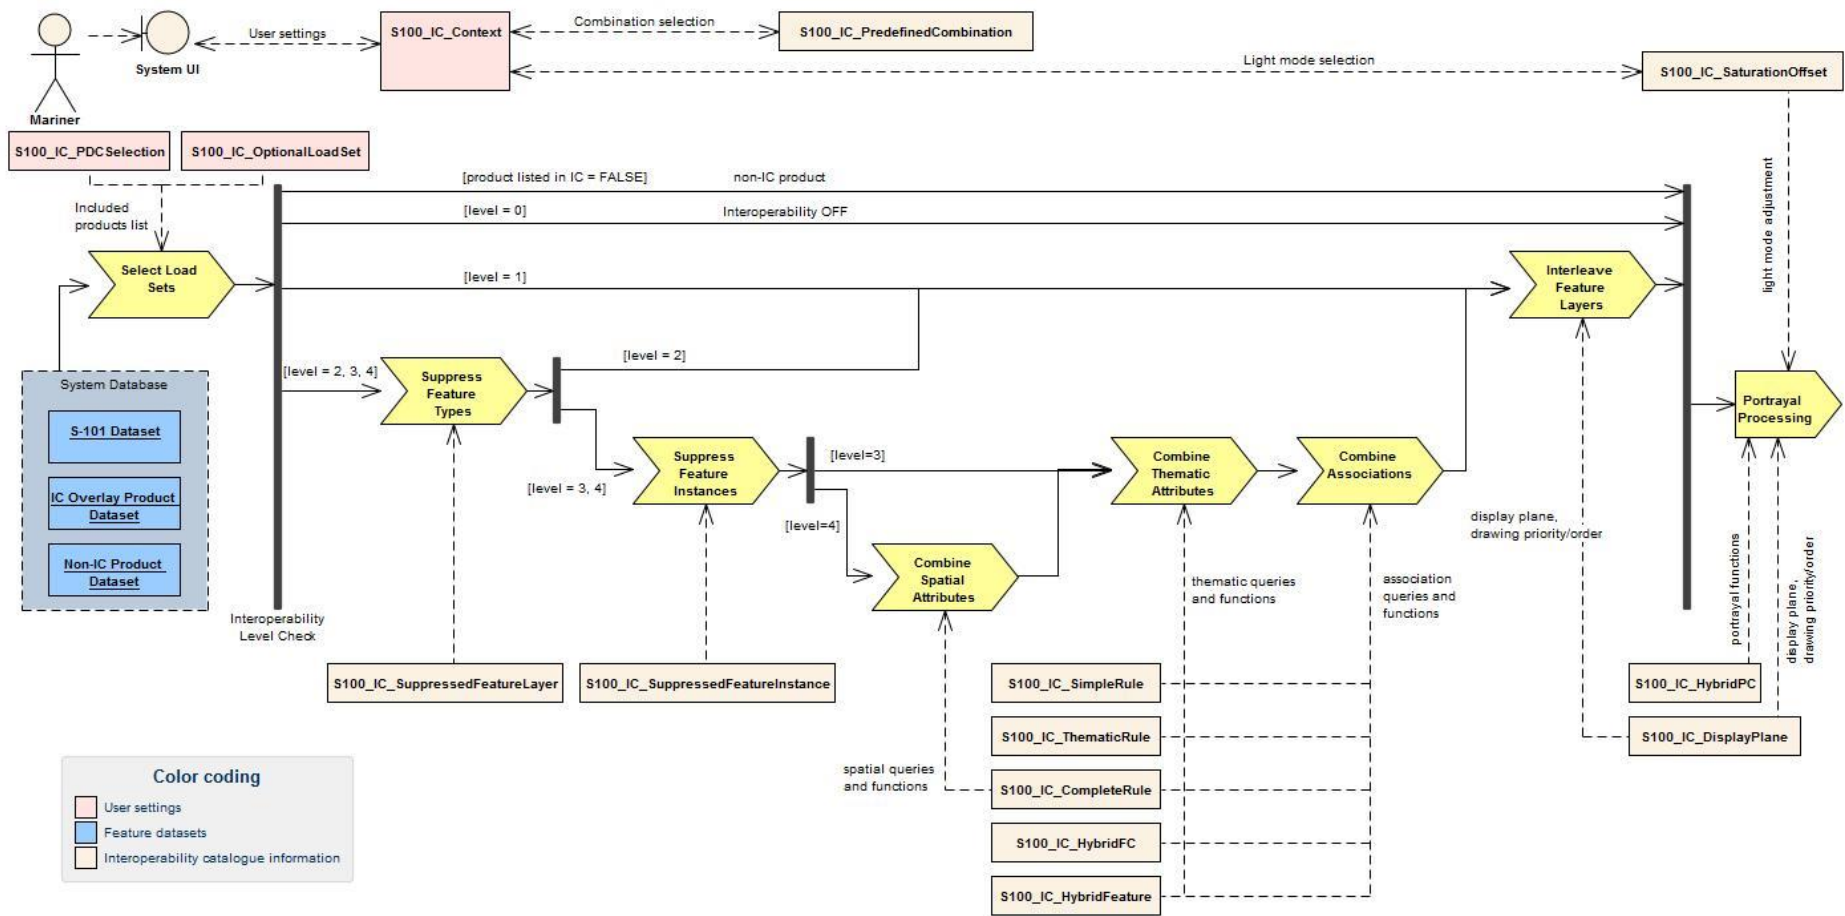 Mariner
System UI
User settings
S100_IC_Context
Combination selection
S100_IC_PredefinedCombination
Light mode selection
S100_IC_SaturationOffset
S100_IC_PDCSelection
S100_IC_OptionalLoadSet
Included
products list
[product listed in IC = FALSE]
non-IC product
[level = 0]
Interoperability OFF
[level = 1]
Select Load
Sets
Interleave
Feature
Layers
light mode adjustment
System Database
S-101 Dataset
IC Overlay Product
Dataset
Non-IC Product
Dataset
[level = 2, 3, 4]
Suppress
Feature
Types
[level = 2]
[level = 3, 4]
Suppress
Feature
Instances
[level=3]
[level=4]
Combine
Spatial
Attributes
Combine
Thematic
Attributes
Combine
Associations
Portrayal
Processing
display plane,
drawing priority/order
thematic queries
and functions
association
queries and
functions
portrayal functions
display plane,
drawing priority/order
Interoperability
Level Check
S100_IC_SuppressedFeatureLayer
S100_IC_SuppressedFeatureInstance
S100_IC_SimpleRule
S100_IC_ThematicRule
S100_IC_CompleteRule
S100_IC_HybridFC
S100_IC_HybridFeature
spatial queries
and functions
S100_IC_HybridPC
S100_IC_DisplayPlane
Color coding
User settings
Feature datasets
Interoperability catalogue information